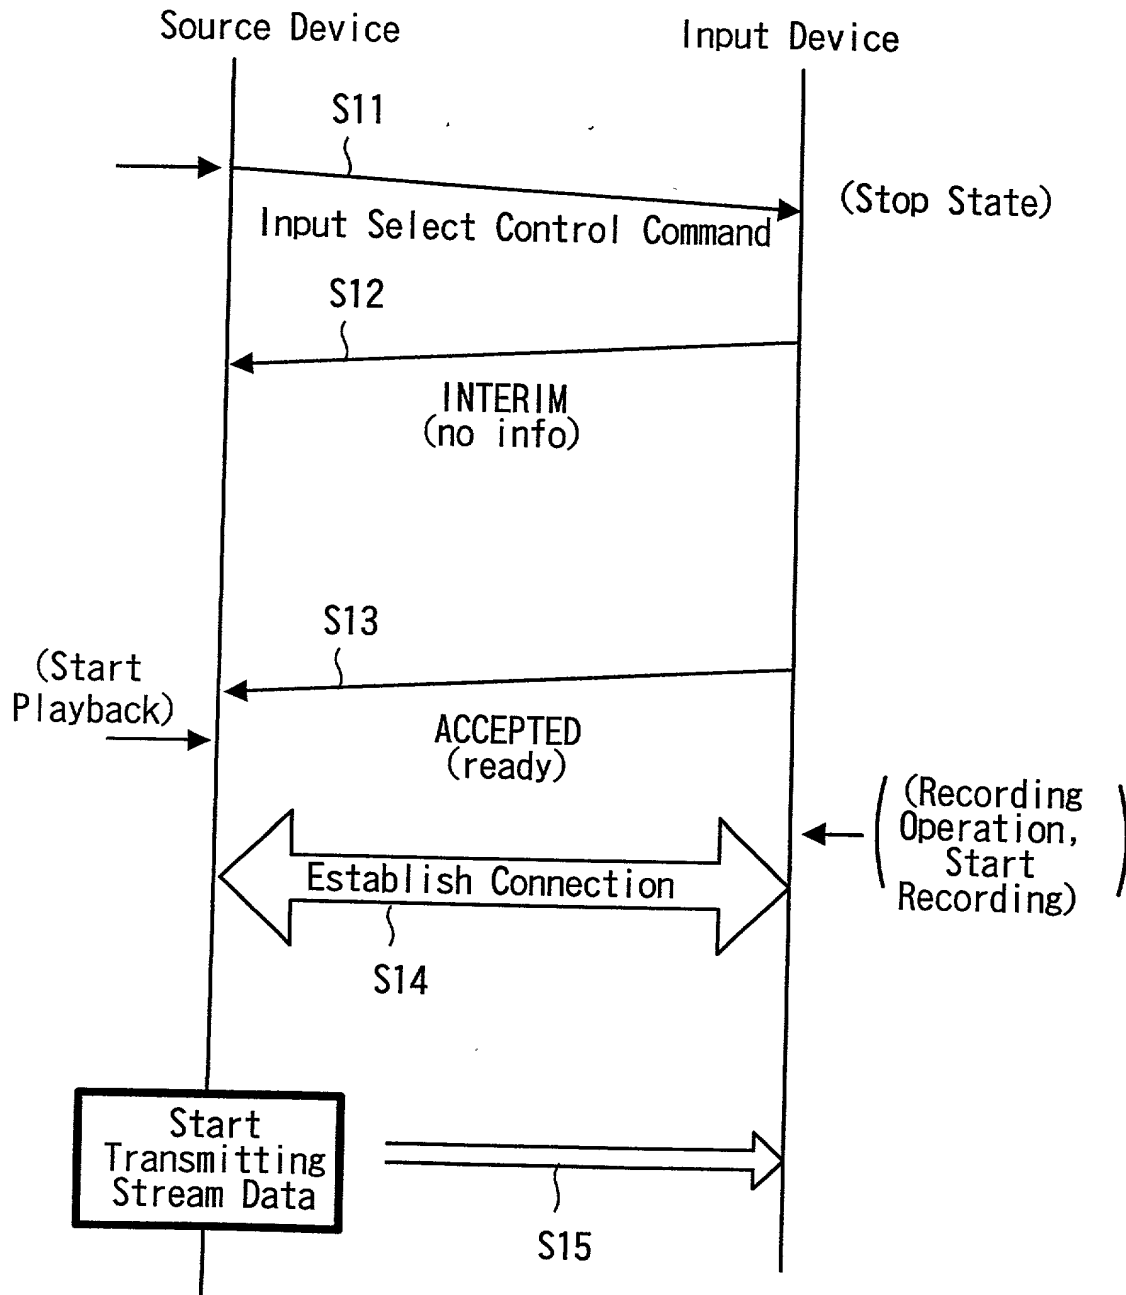 Source Device
Input Device
S11
(Stop State)
Input Select Control Command
S12
INTERIM
(no info)
S13
(Start
Playback)
ACCEPTED
(ready)
(Recording
Operation,
Start
Recording)
Establish Connection
S14
Start
Transmitting
Stream Data
S15